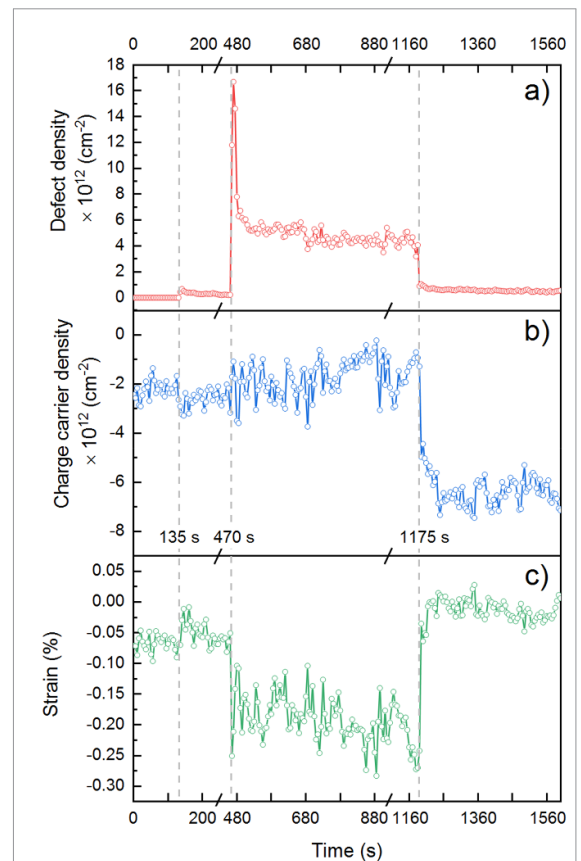 0 200 480 680 880 1160 1360 1560
a)
Defect density
× 10¹² (cm⁻²)
18
16
14
12
10
8
6
4
2
0
b)
Charge carrier density
× 10¹² (cm⁻²)
0
-2
-4
-6
-8
135 s 470 s 1175 s
c)
Strain (%)
0.05
0.00
-0.05
-0.10
-0.15
-0.20
-0.25
-0.30
0 200 480 680 880 1160 1360 1560
Time (s)